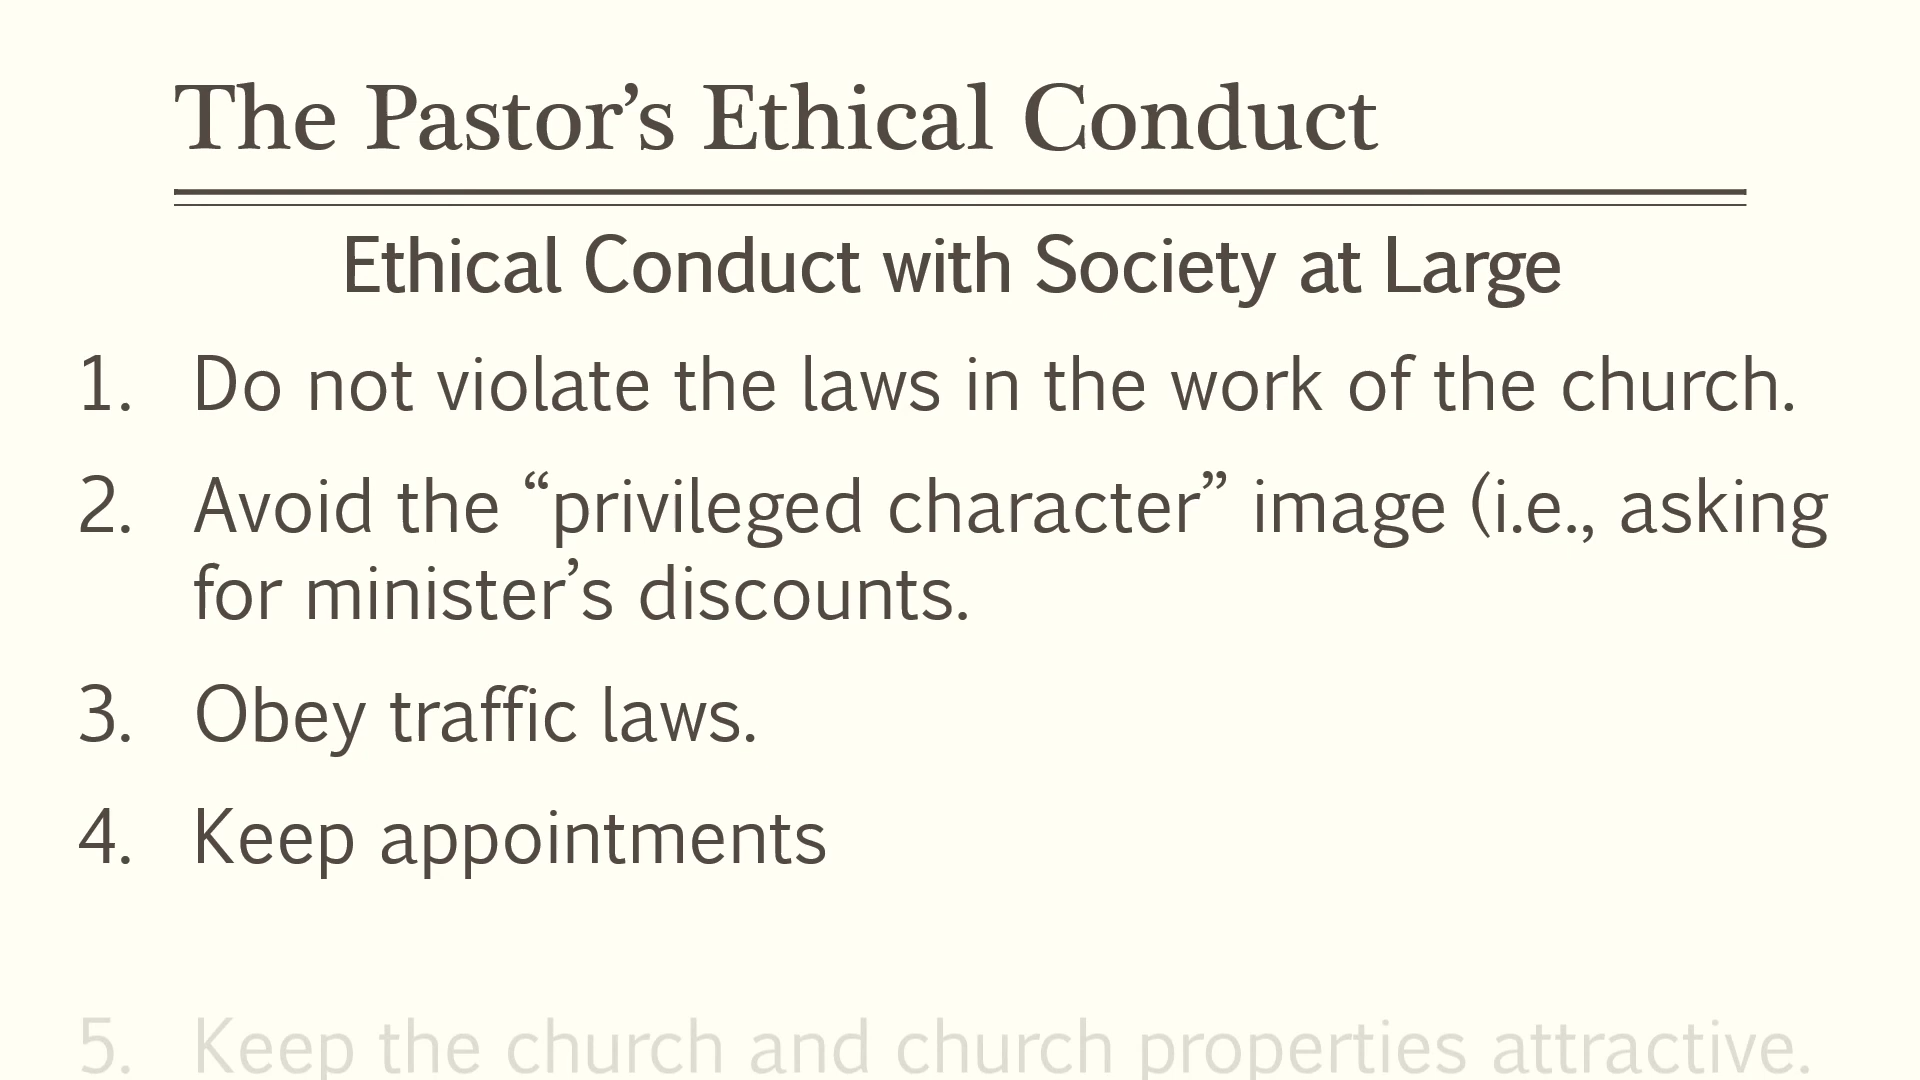 The Pastor’s Ethical Conduct
Ethical Conduct with Society at Large
1. Do not violate the laws in the work of the church.
2. Avoid the “privileged character” image (i.e., asking
for minister’s discounts.
3. Obey traffic laws.
4. Keep appointments
5. Keep the church and church properties attractive.